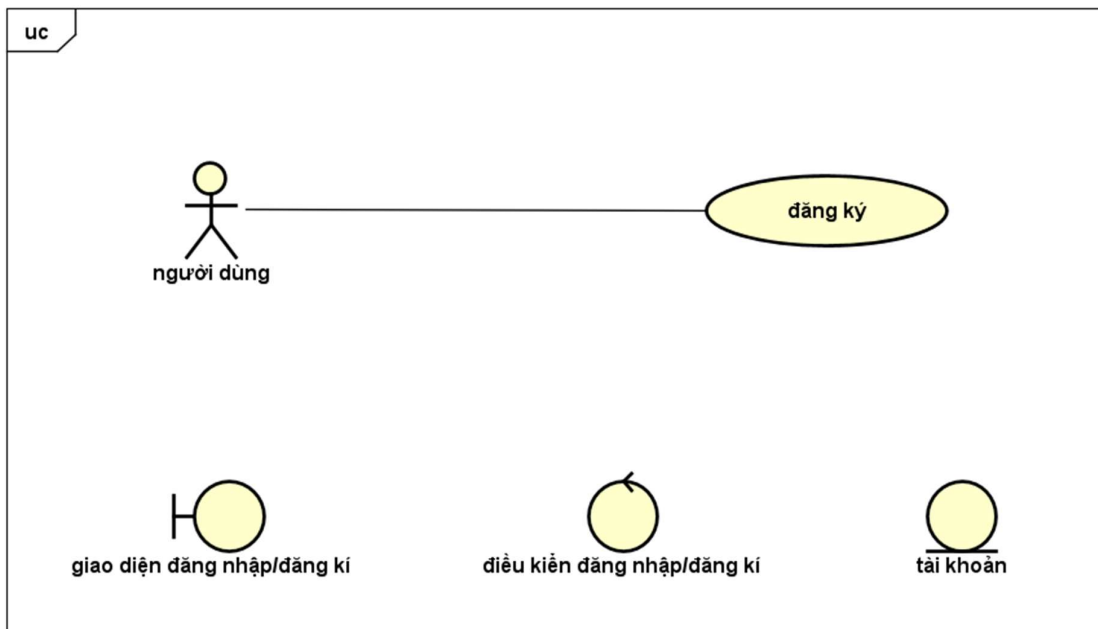 uc
người dùng
đăng ký
giao diện đăng nhập/đăng kí
điều kiển đăng nhập/đăng kí
tài khoản